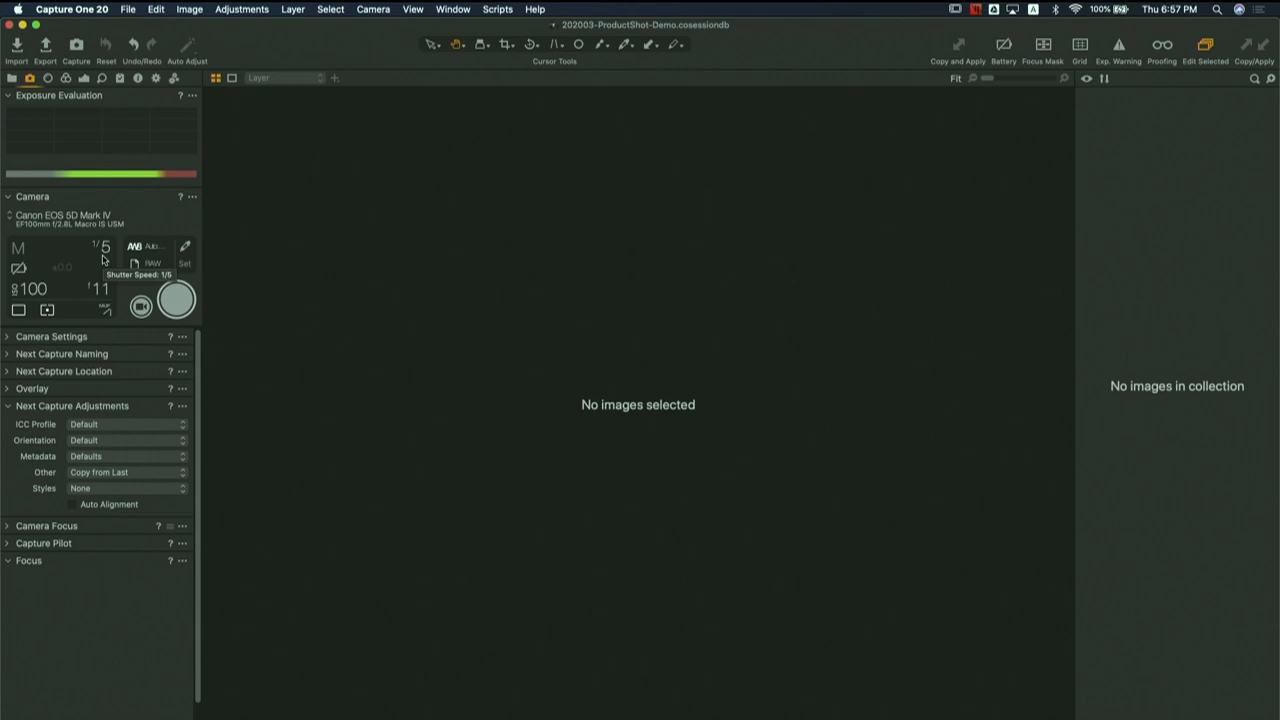 Capture One 20 File Edit Image Adjustments Layer Select Camera View Window Scripts Help 100% Thu 6:57 PM
202003-ProductShot-Demo.cosessiondb
Import Export Capture Reset Undo/Redo Auto Adjust Cursor Tools Copy and Apply Battery Focus Mask Grid Exp. Warning Proofing Edit Selected Copy/Apply
Layer Fit
Exposure Evaluation ?
Camera ?
Canon EOS 5D Mark IV
EF100mm f/2.8L Macro IS USM
M 1/5 AWB Auto...
±0.0 RAW Set
Shutter Speed: 1/5
ISO 100 f 11
Camera Settings ?
Next Capture Naming ?
Next Capture Location ?
Overlay ?
Next Capture Adjustments ?
ICC Profile Default
Orientation Default
Metadata Defaults
Other Copy from Last
Styles None
Auto Alignment
Camera Focus ?
Capture Pilot ?
Focus ?
No images selected
No images in collection